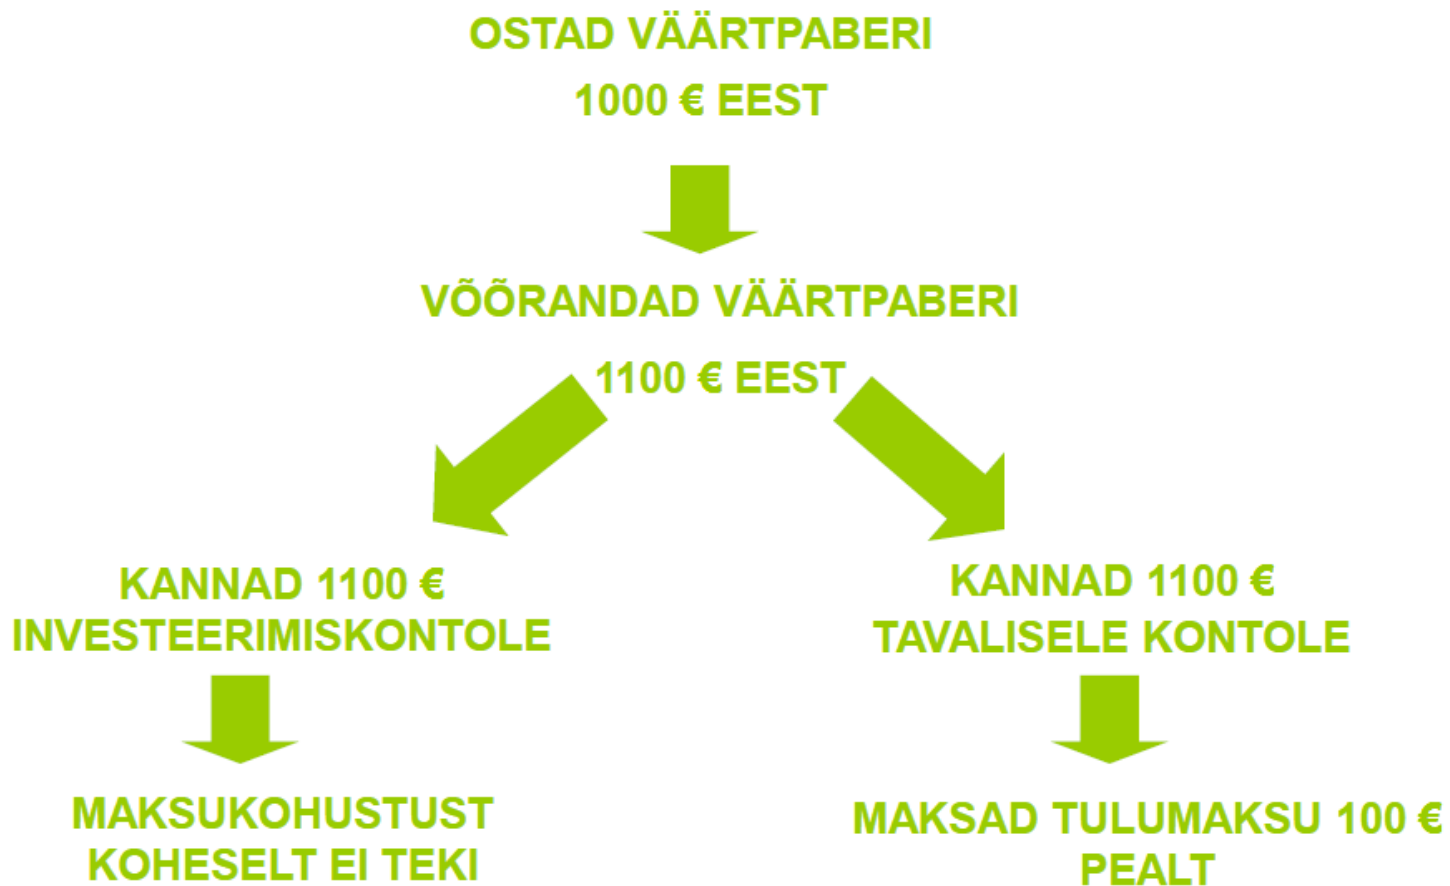 OSTAD VÄÄRTPABERI
1000 € EEST
VÕÕRANDAD VÄÄRTPABERI
1100 € EEST
KANNAD 1100 €
INVESTEERIMISKONTOLE
MAKSUKOHUSTUST
KOHESELT EI TEKI
KANNAD 1100 €
TAVALISELE KONTOLE
MAKSAD TULUMAKSU 100 €
PEALT